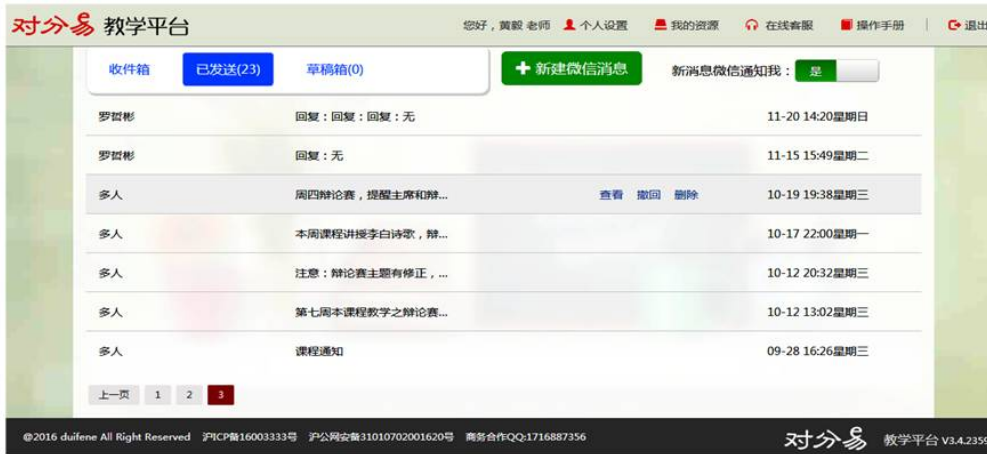 对分易 教学平台 您好，黄毅 老师 个人设置 我的资源 在线客服 操作手册 | 退出
收件箱 已发送(23) 草稿箱(0) 新建微信消息 新消息微信通知我： 是
罗哲彬 回复：回复：回复：无 11-20 14:20星期日
罗哲彬 回复：无 11-15 15:49星期二
多人 周四辩论赛，提醒主席和辩... 查看 撤回 删除 10-19 19:38星期三
多人 本周课程讲授李白诗歌，辩... 10-17 22:00星期一
多人 注意：辩论赛主题有修正，... 10-12 20:32星期三
多人 第七周本课程教学之辩论赛... 10-12 13:02星期三
多人 课程通知 09-28 16:26星期三
上一页 1 2 3
@2016 duifene All Right Reserved 沪ICP备16003333号 沪公网安备31010702001620号 商务合作QQ:1716887356 对分易 教学平台 V3.4.2359